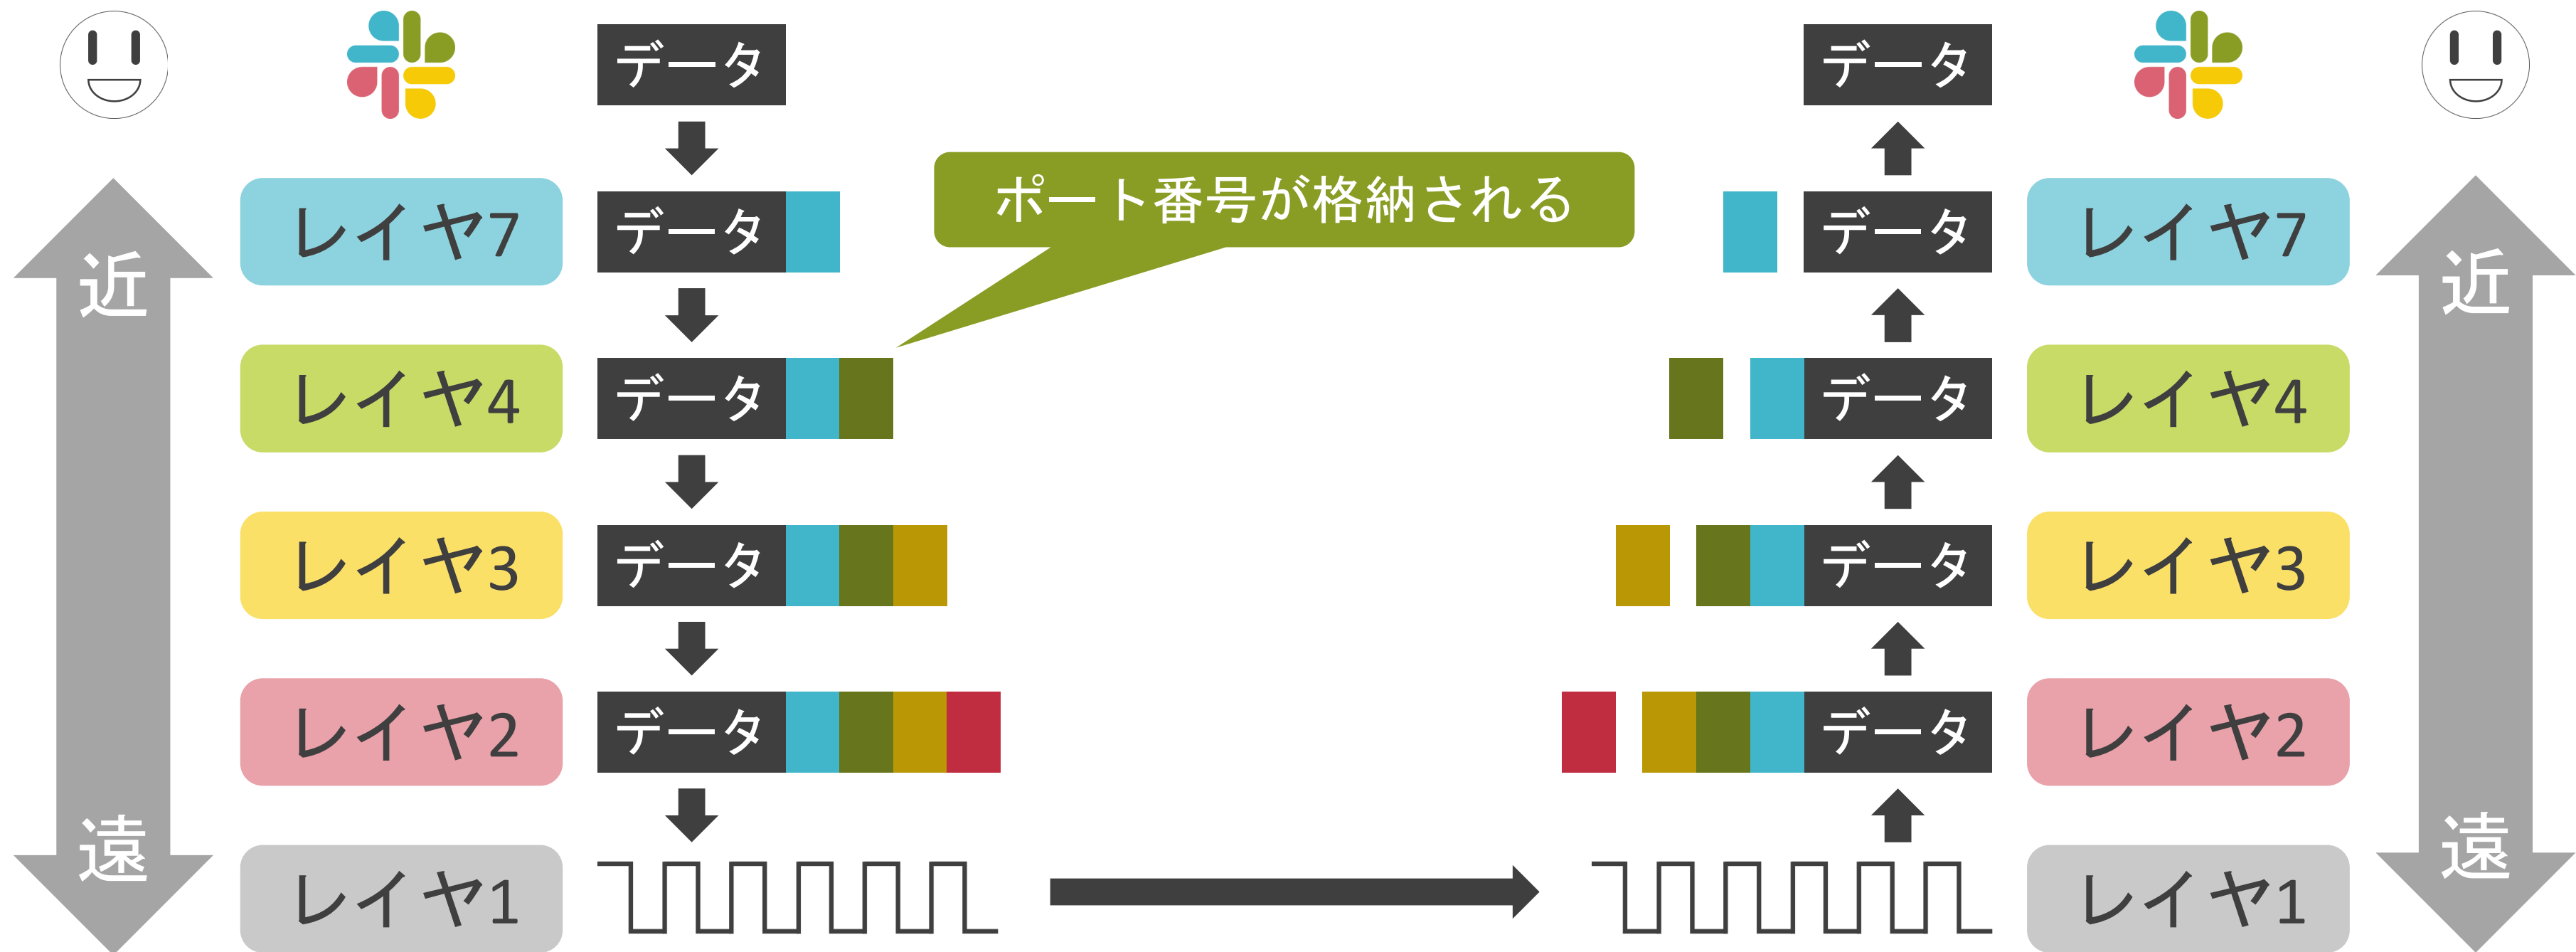 データ
データ
レイヤ7
データ
ポート番号が格納される
データ
レイヤ7
近
近
レイヤ4
データ
データ
レイヤ4
レイヤ3
データ
データ
レイヤ3
レイヤ2
データ
データ
レイヤ2
遠
遠
レイヤ1
レイヤ1